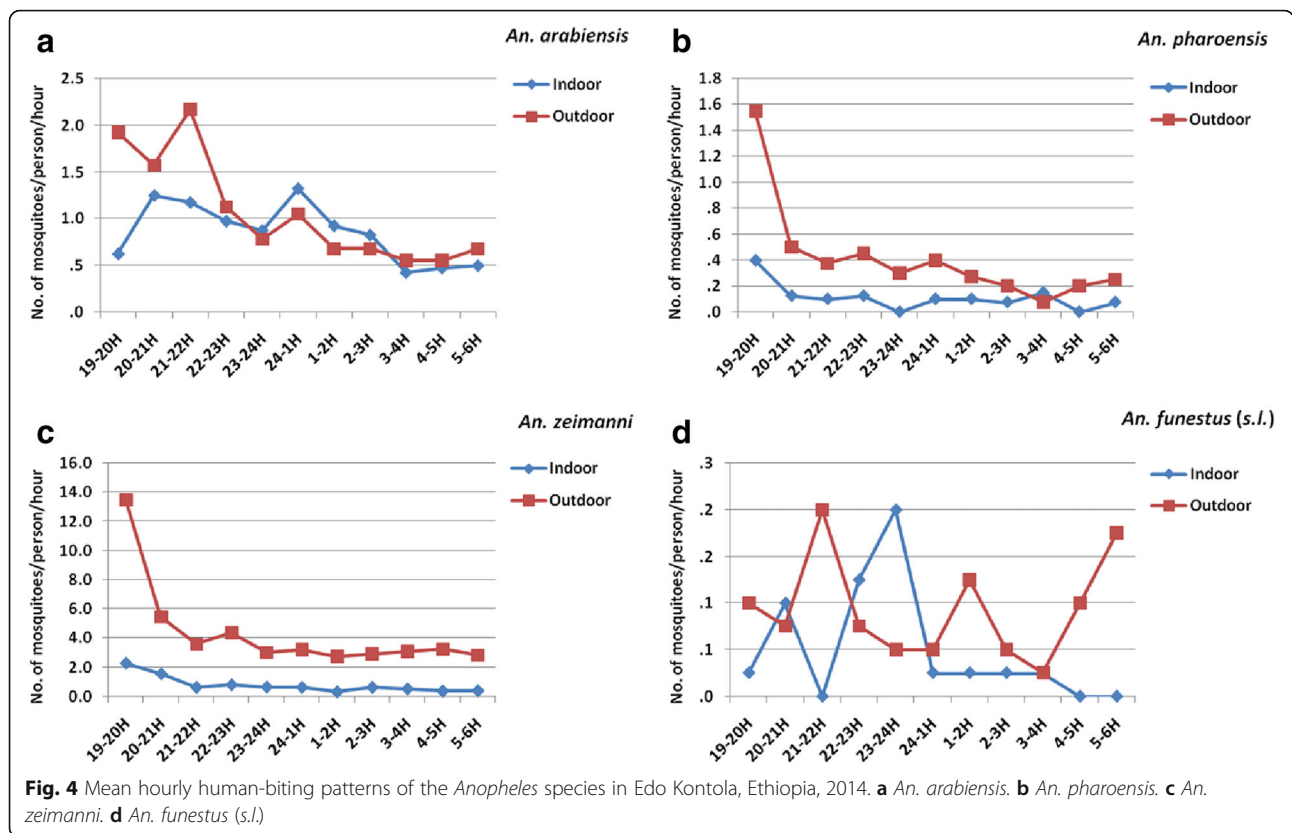 a
An. arabiensis
No. of mosquitoes/person/hour
2.5
2.0
1.5
1.0
.5
.0
Indoor
Outdoor
19-20H
20-21H
21-22H
22-23H
23-24H
24-1H
1-2H
2-3H
3-4H
4-5H
5-6H
b
An. pharoensis
No. of mosquitoes/person/hour
1.8
1.6
1.4
1.2
1.0
.8
.6
.4
.2
.0
Indoor
Outdoor
19-20H
20-21H
21-22H
22-23H
23-24H
24-1H
1-2H
2-3H
3-4H
4-5H
5-6H
c
An. zeimanni
No. of mosquitoes/person/hour
16.0
14.0
12.0
10.0
8.0
6.0
4.0
2.0
0.0
Indoor
Outdoor
19-20H
20-21H
21-22H
22-23H
23-24H
24-1H
1-2H
2-3H
3-4H
4-5H
5-6H
d
An. funestus (s.l.)
No. of mosquitoes/person/hour
.3
.2
.2
.1
.1
.0
Indoor
Outdoor
19-20H
20-21H
21-22H
22-23H
23-24H
24-1H
1-2H
2-3H
3-4H
4-5H
5-6H
Fig. 4 Mean hourly human-biting patterns of the Anopheles species in Edo Kontola, Ethiopia, 2014. a An. arabiensis. b An. pharoensis. c An.
zeimanni. d An. funestus (s.l.)